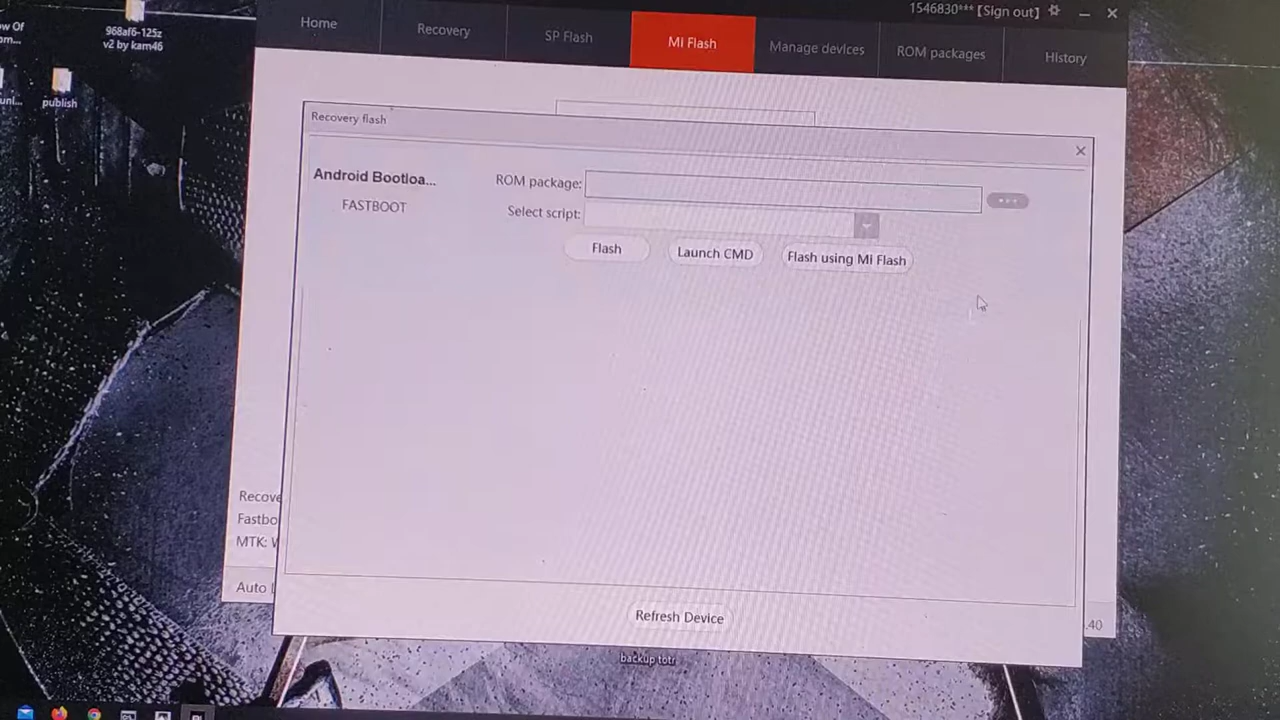 968af6-125z
v2 by kam46
publish
1546830*** [Sign out]
Home
Recovery
SP Flash
Mi Flash
Manage devices
ROM packages
History
Recovery flash
Android Bootloa...
FASTBOOT
ROM package:
...
Select script:
Flash
Launch CMD
Flash using Mi Flash
Recove
Fastbo
MTK:
Auto
.40
Refresh Device
backup totr